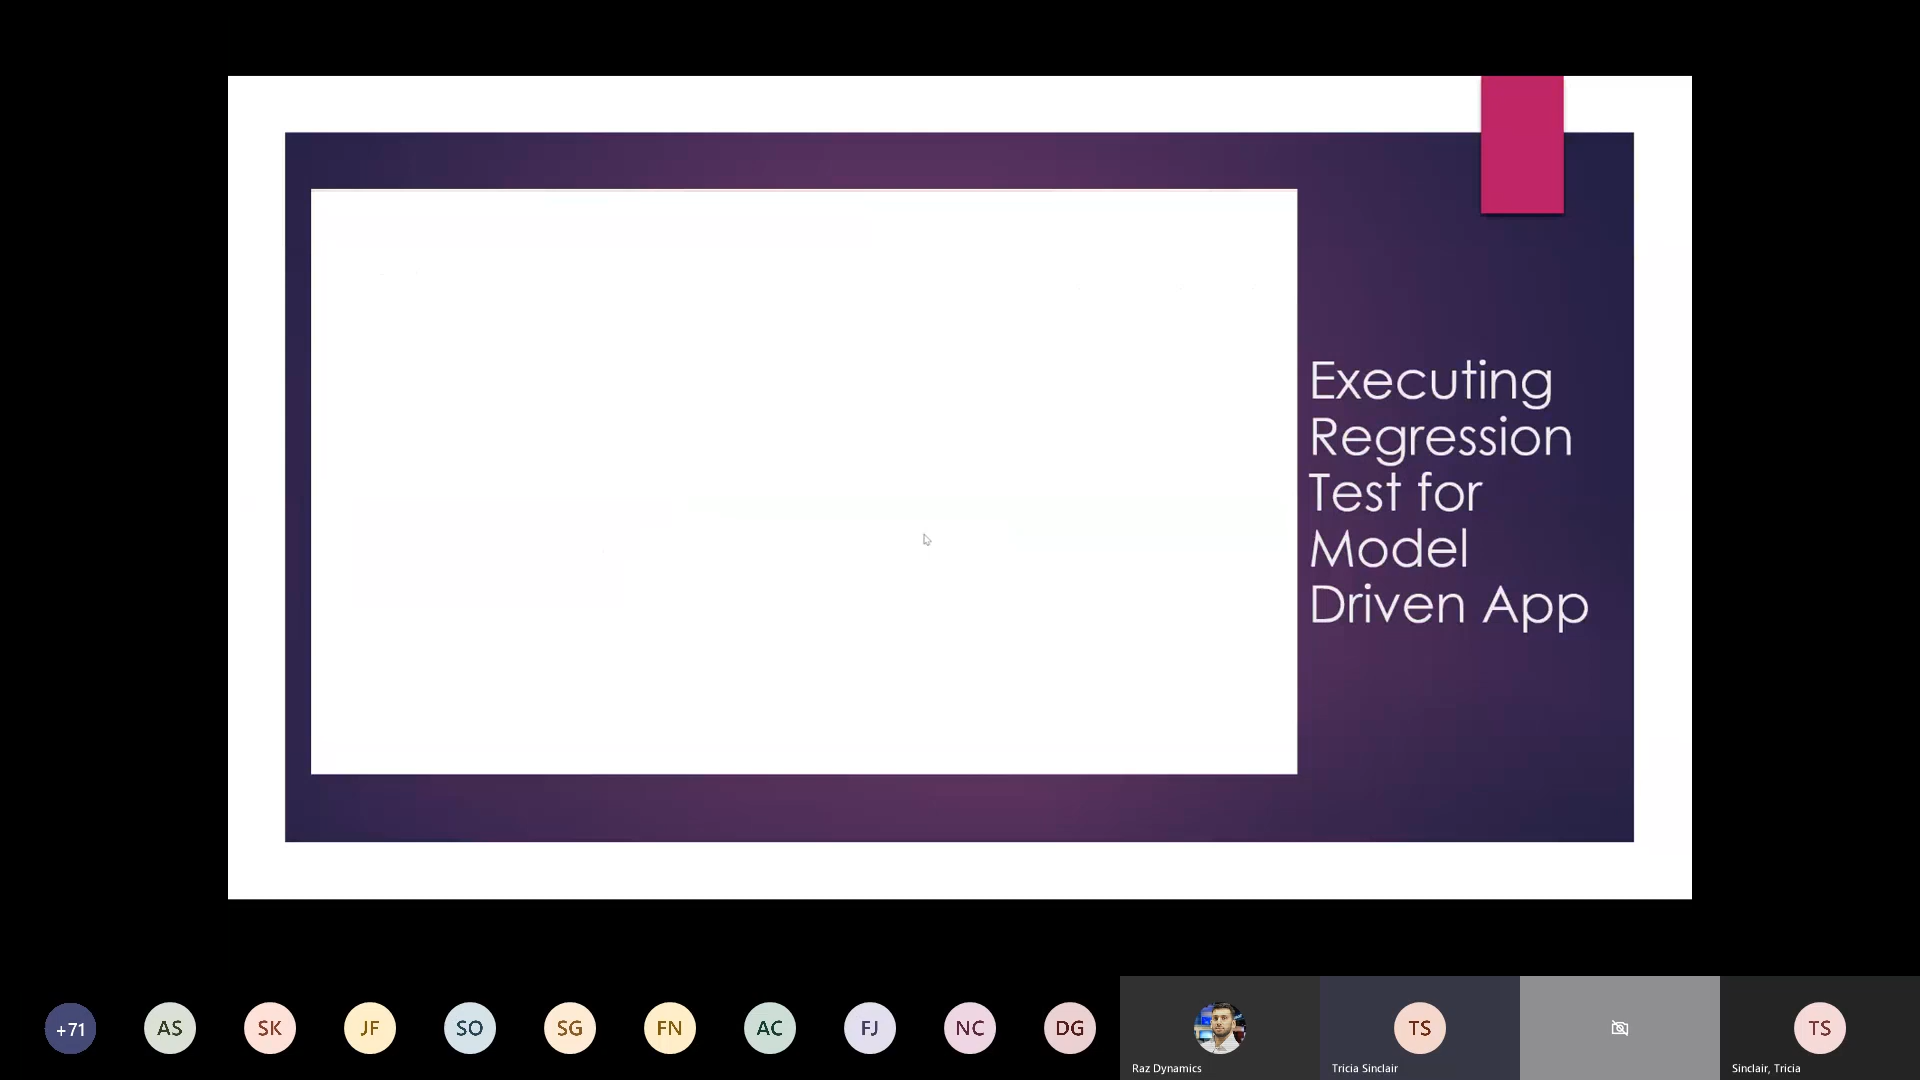 Executing
Regression
Test for
Model
Driven App
+71
AS
SK
JF
SO
SG
FN
AC
FJ
NC
DG
Raz Dynamics
TS
Tricia Sinclair
TS
Sinclair, Tricia